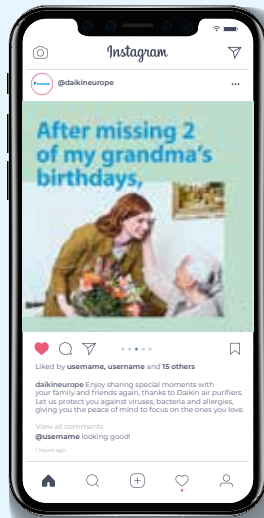 Instagram
@daikineurope
After missing 2
of my grandma's
birthdays,
Liked by username, username and 15 others
daikineurope Enjoy sharing special moments with
your family and friends again, thanks to Daikin air purifiers.
Let us protect you against viruses, bacteria and allergies,
giving you the peace of mind to focus on the ones you love.
View all comments
@username looking good!
1 hours ago